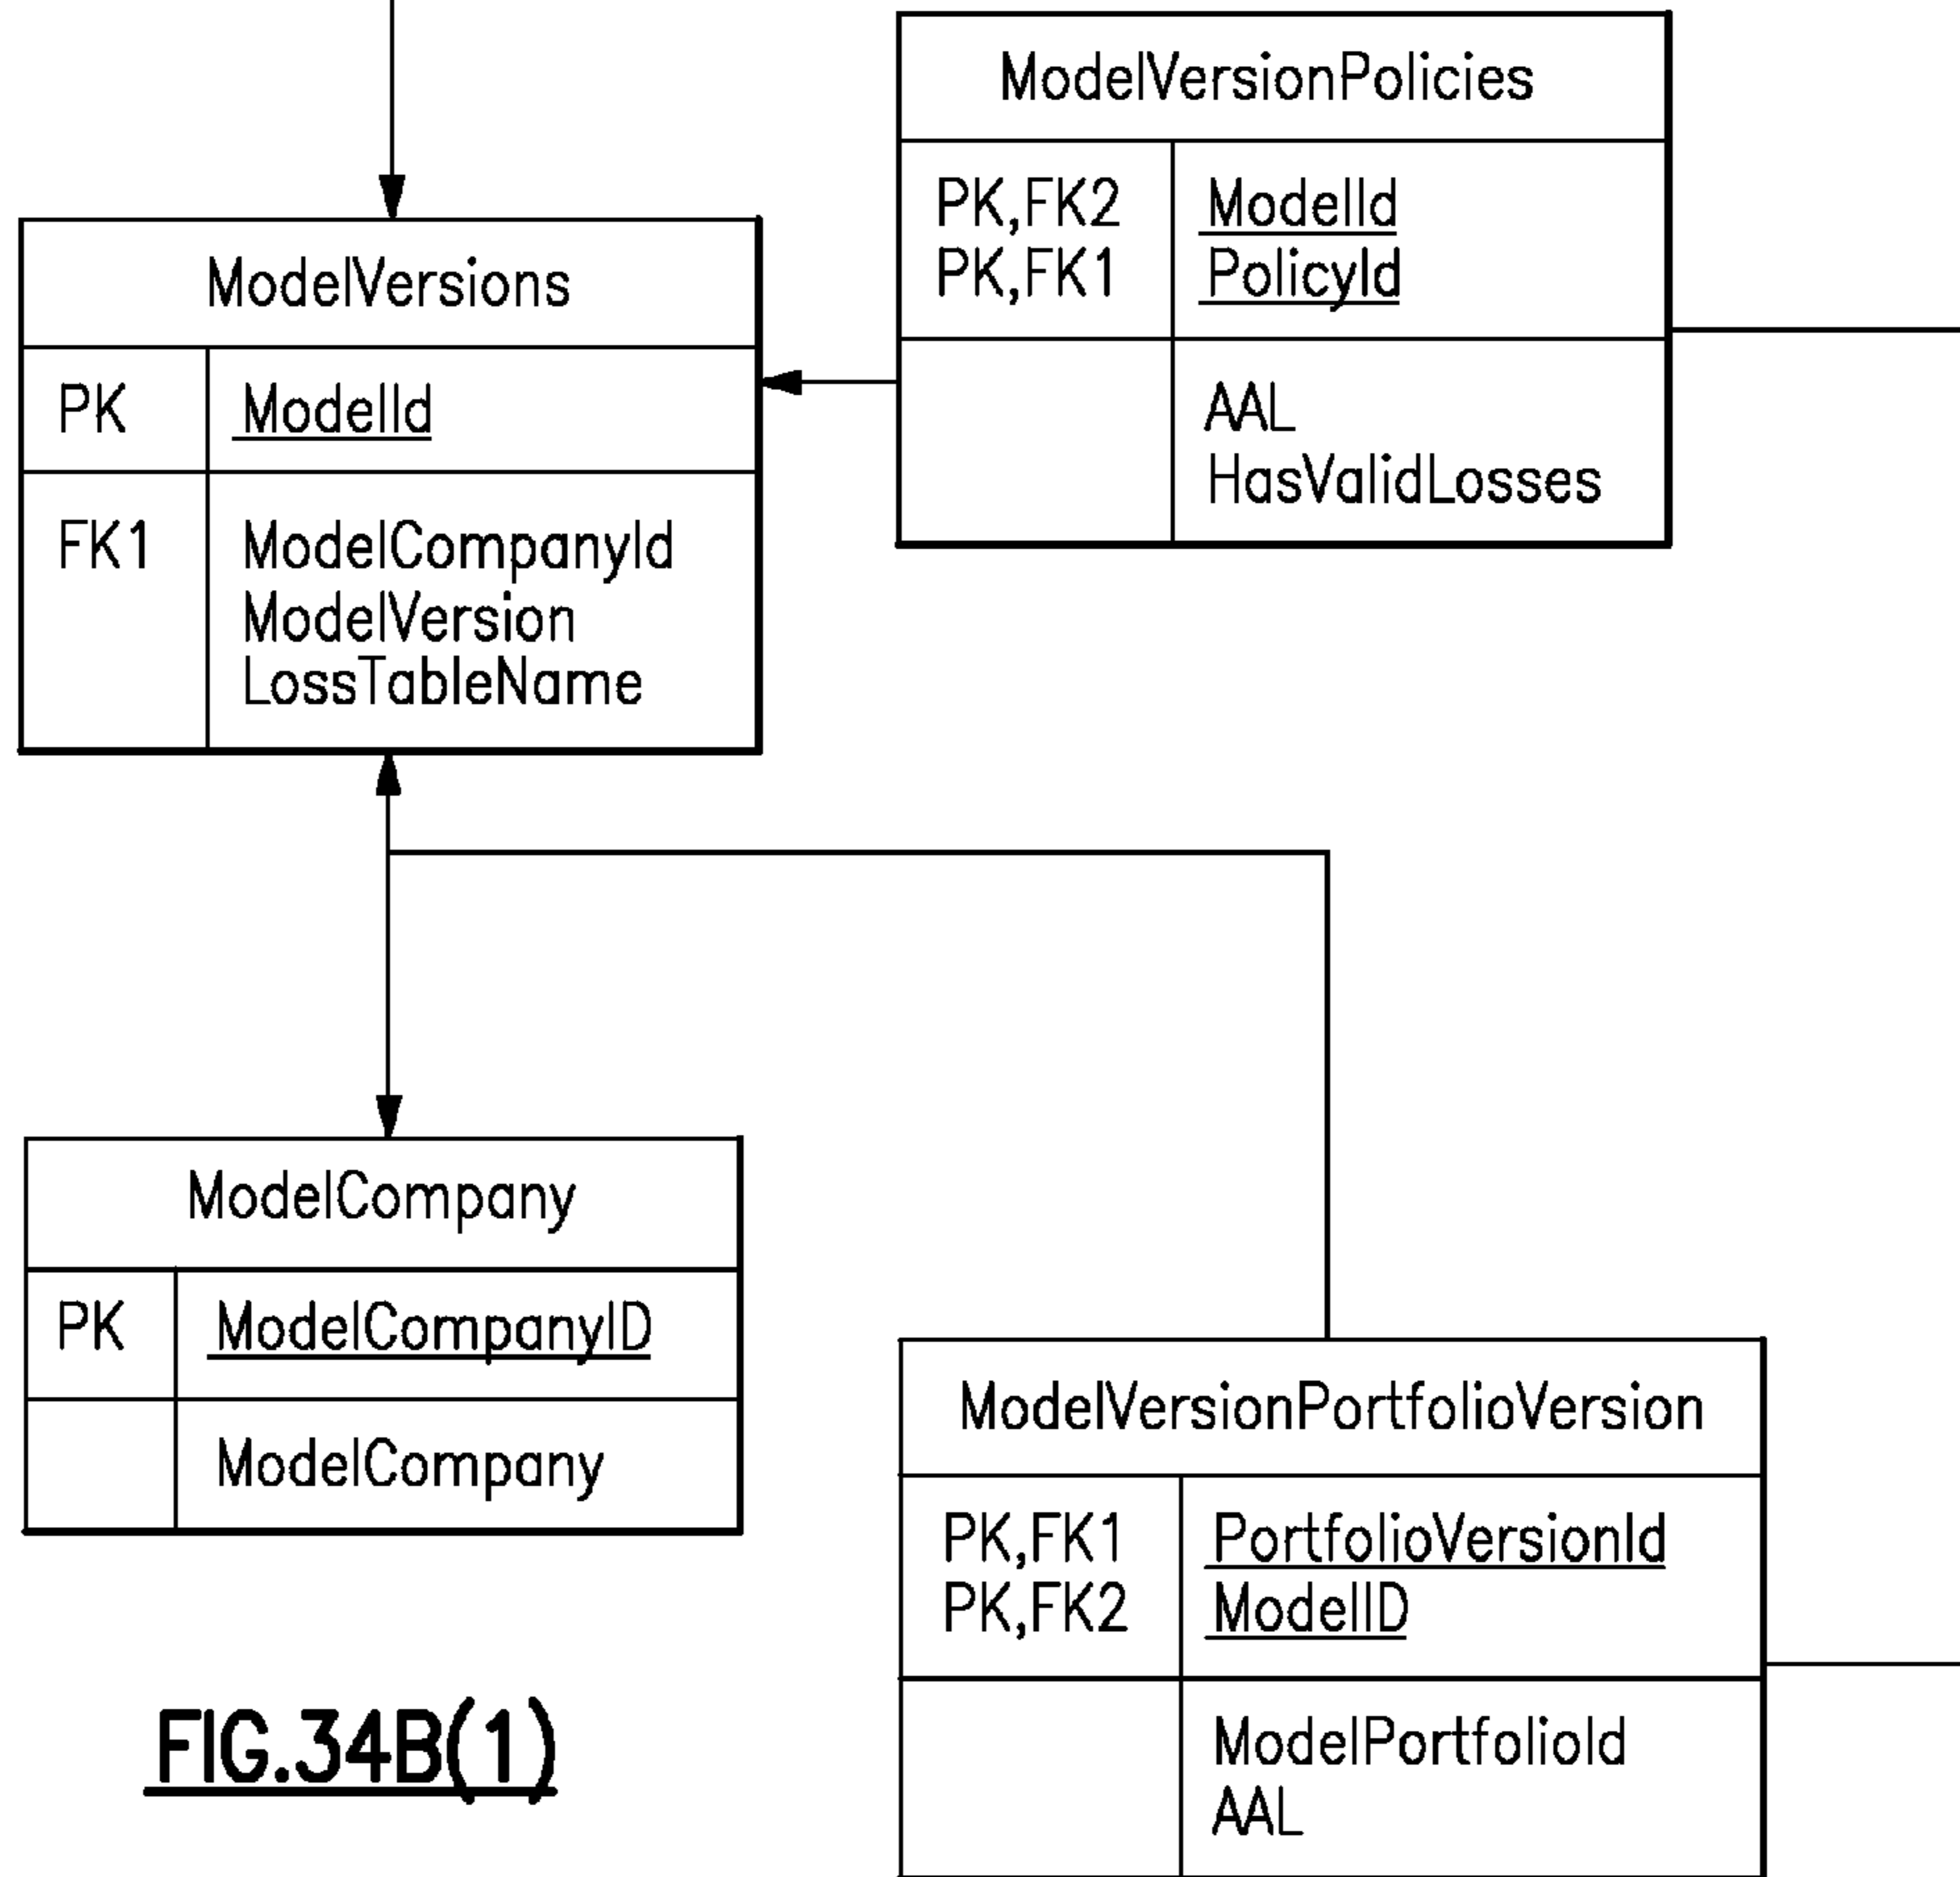 ModelVersionPolicies
PK,FK2 ModelId
PK,FK1 PolicyId
AAL
HasValidLosses
ModelVersions
PK ModelId
FK1 ModelCompanyId
ModelVersion
LossTableName
ModelCompany
PK ModelCompanyID
ModelCompany
ModelVersionPortfolioVersion
PK,FK1 PortfolioVersionId
PK,FK2 ModelID
ModelPortfolioId
AAL
FIG.34B(1)